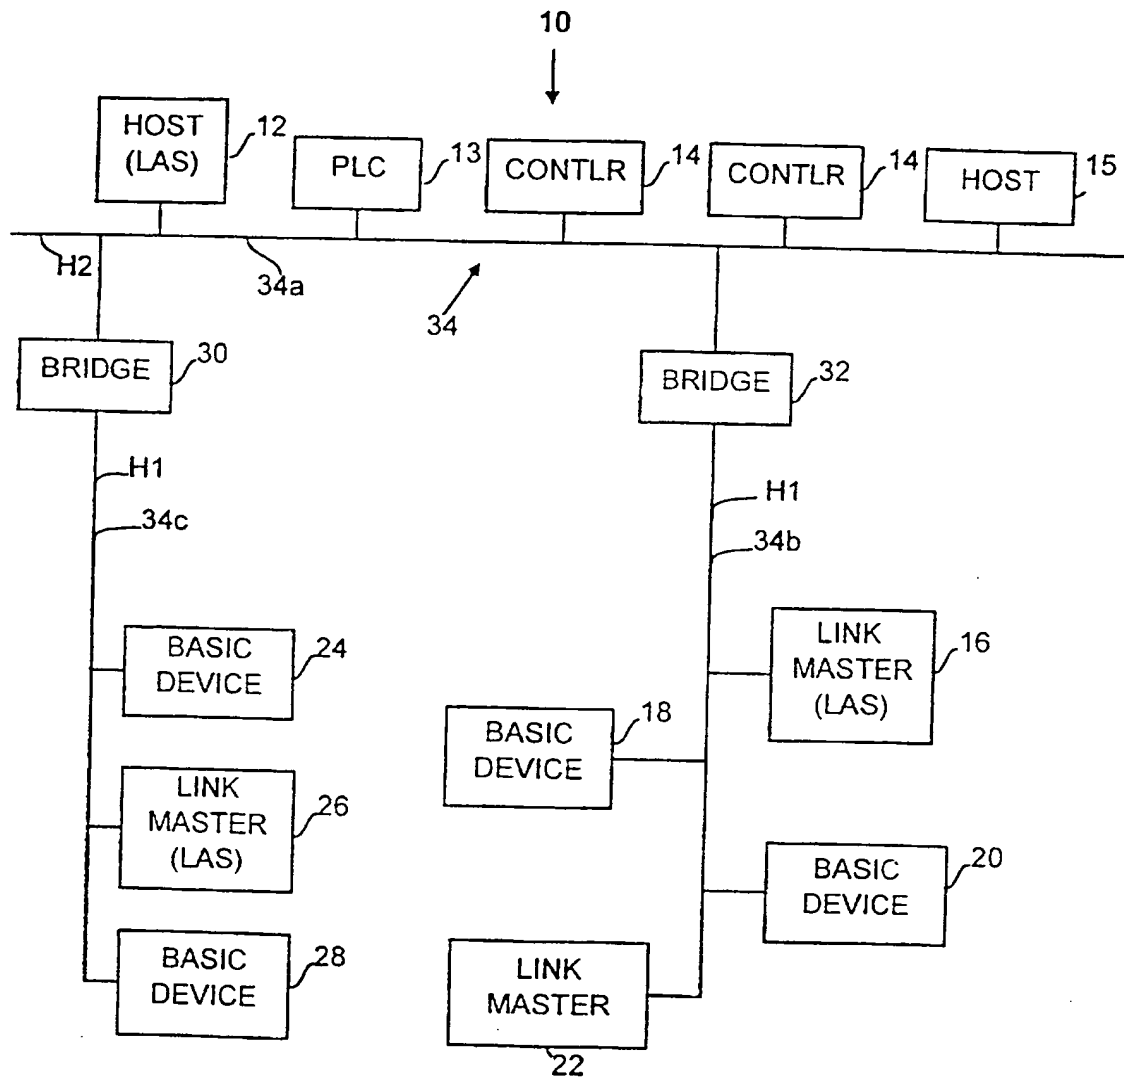 10
HOST
(LAS)
12
PLC
13
CONTLR
14
CONTLR
14
HOST
15
H2
34a
34
BRIDGE
30
BRIDGE
32
H1
34c
H1
34b
BASIC
DEVICE
24
LINK
MASTER
(LAS)
16
BASIC
DEVICE
18
LINK
MASTER
(LAS)
26
BASIC
DEVICE
20
BASIC
DEVICE
28
LINK
MASTER
22